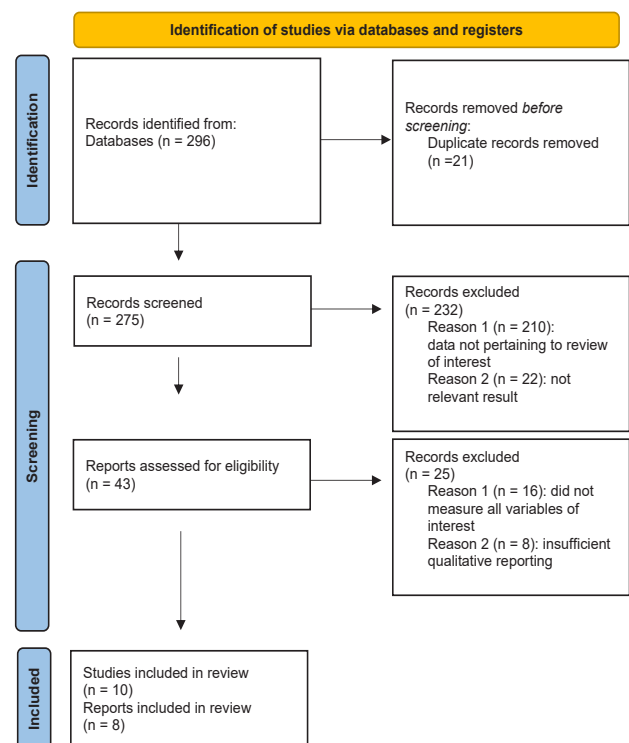 Identification of studies via databases and registers
Identification
Records identified from:
Databases (n = 296)
Records removed before
screening:
Duplicate records removed
(n =21)
Screening
Records screened
(n = 275)
Records excluded
(n = 232)
Reason 1 (n = 210):
data not pertaining to review
of interest
Reason 2 (n = 22): not
relevant result
Reports assessed for eligibility
(n = 43)
Records excluded
(n = 25)
Reason 1 (n = 16): did not
measure all variables of
interest
Reason 2 (n = 8): insufficient
qualitative reporting
Included
Studies included in review
(n = 10)
Reports included in review
(n = 8)